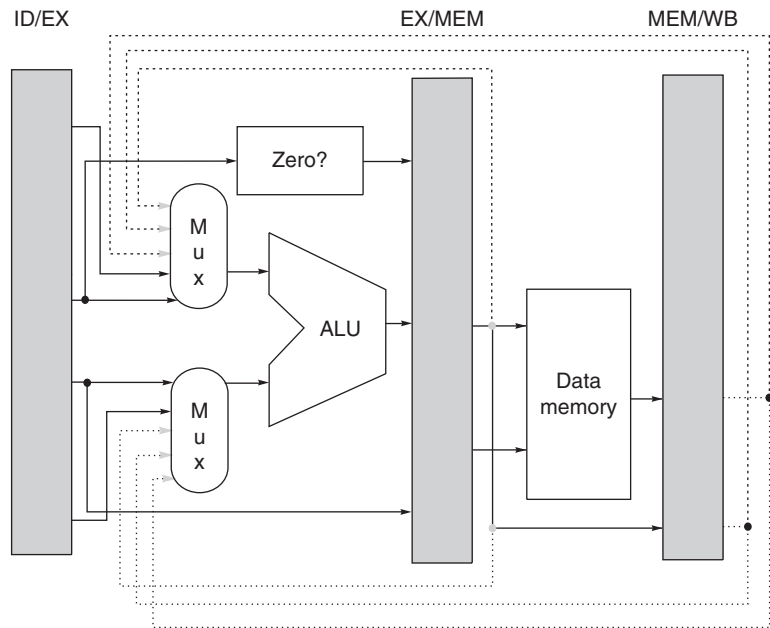 ID/EX
EX/MEM
MEM/WB
Zero?
M
u
x
ALU
M
u
x
Data
memory